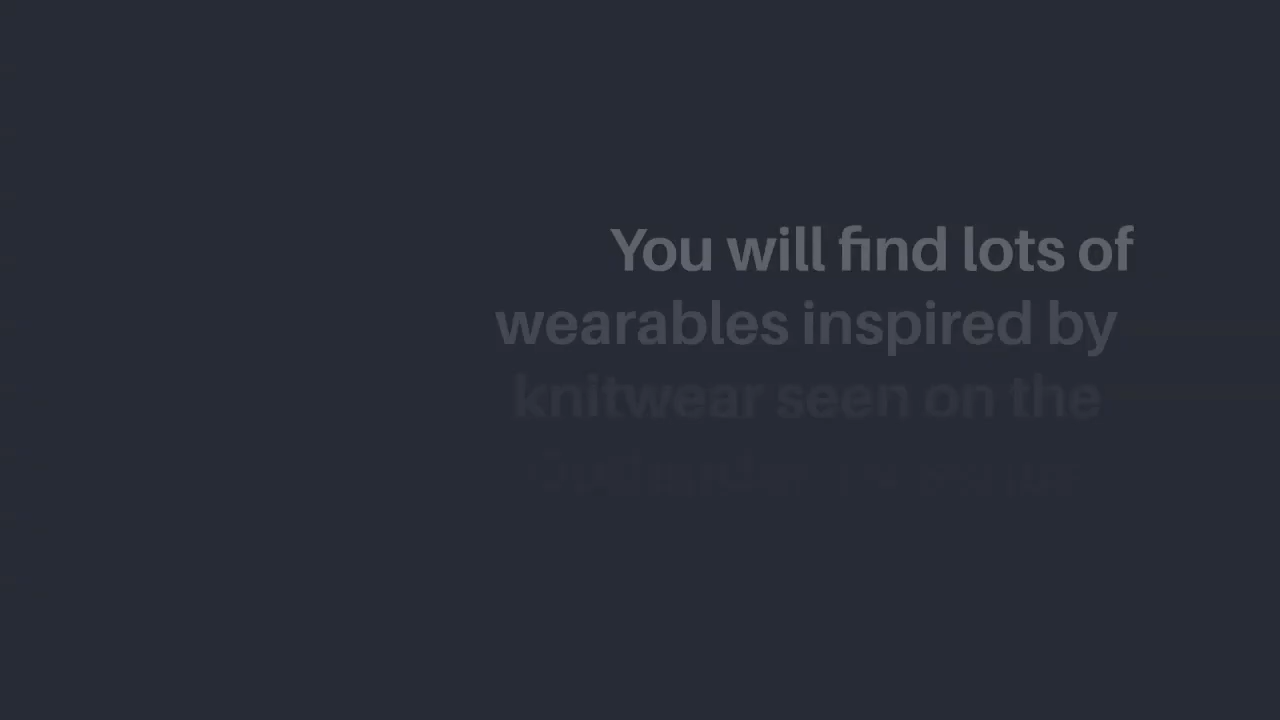 You will find lots of
wearables inspired by
knitwear seen on the